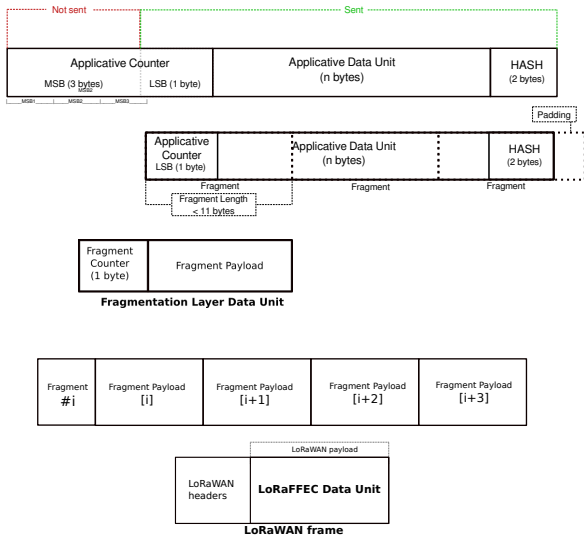 Not sent
Sent
Applicative Counter
MSB (3 bytes)
LSB (1 byte)
MSB2
Applicative Data Unit
(n bytes)
HASH
(2 bytes)
MSB1
MSB2
MSB3
Padding
Applicative
Counter
LSB (1 byte)
Applicative Data Unit
(n bytes)
HASH
(2 bytes)
Fragment
Fragment
Fragment
Fragment Length
< 11 bytes
Fragment
Counter
(1 byte)
Fragment Payload
Fragmentation Layer Data Unit
Fragment
#i
Fragment Payload
[i]
Fragment Payload
[i+1]
Fragment Payload
[i+2]
Fragment Payload
[i+3]
LoRaWAN payload
LoRaWAN
headers
LoRaFFEC Data Unit
LoRaWAN frame